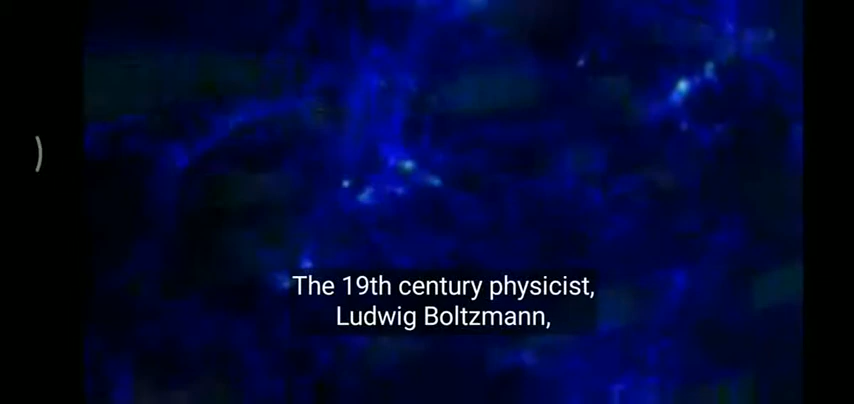 The 19th century physicist,
Ludwig Boltzmann,